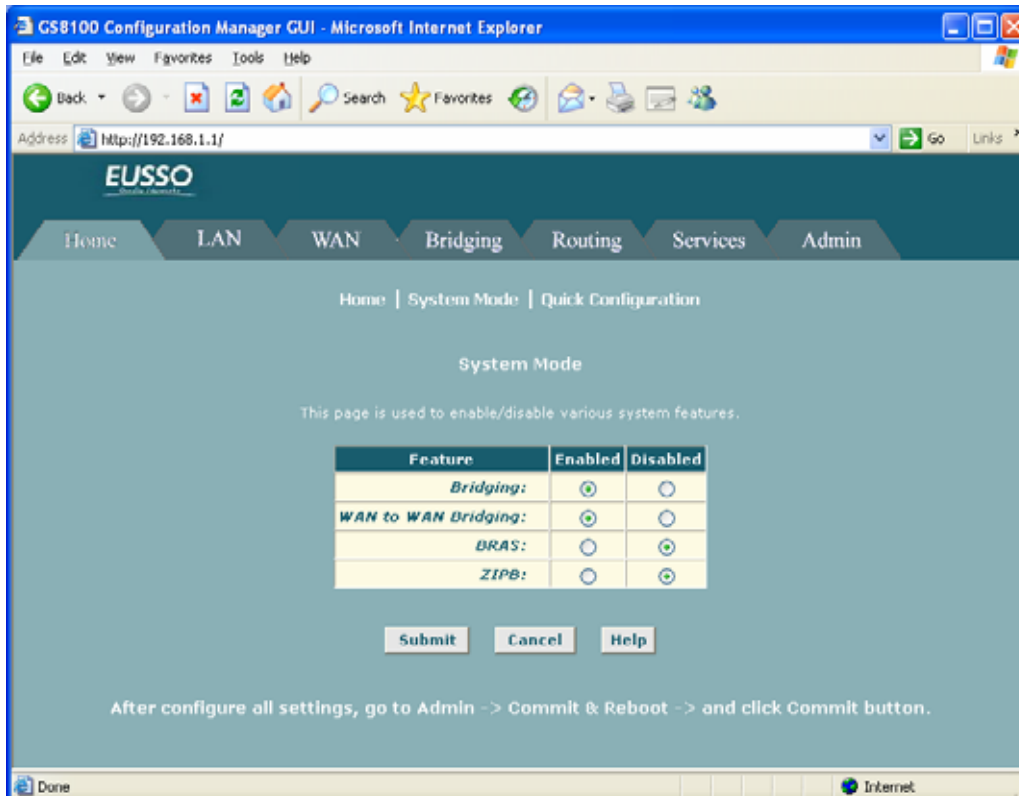 GS8100 Configuration Manager GUI - Microsoft Internet Explorer
File Edit View Favorites Tools Help
Back Search Favorites
Address http://192.168.1.1/ Go Links
EUSSO
Home LAN WAN Bridging Routing Services Admin
Home | System Mode | Quick Configuration
System Mode
This page is used to enable/disable various system features.
Feature Enabled Disabled
Bridging:
WAN to WAN Bridging:
BRAS:
ZIPB:
Submit Cancel Help
After configure all settings, go to Admin -> Commit & Reboot -> and click Commit button.
Done Internet